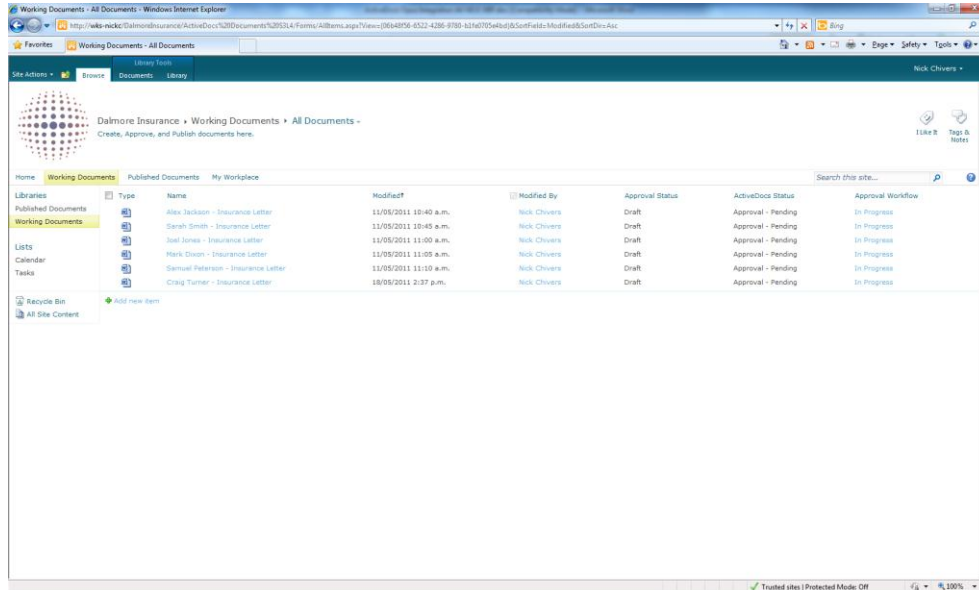 Working Documents - All Documents - Windows Internet Explorer
Bing
Favorites Working Documents - All Documents Page Safety Tools
Library Tools
Site Actions Browse Documents Library Nick Chivers
Dalmore Insurance Working Documents All Documents
Create, Approve, and Publish documents here.
I Like It Tags & Notes
Home Working Documents Published Documents My Workplace Search this site...
Libraries Type Name Modified Modified By Approval Status ActiveDocs Status Approval Workflow
Published Documents
Working Documents
Alex Jackson - Insurance Letter 11/05/2011 10:40 a.m. Nick Chivers Draft Approval - Pending In Progress
Sarah Smith - Insurance Letter 11/05/2011 10:45 a.m. Nick Chivers Draft Approval - Pending In Progress
Joel Jones - Insurance Letter 11/05/2011 11:00 a.m. Nick Chivers Draft Approval - Pending In Progress
Mark Dixon - Insurance Letter 11/05/2011 11:05 a.m. Nick Chivers Draft Approval - Pending In Progress
Samuel Peterson - Insurance Letter 11/05/2011 11:10 a.m. Nick Chivers Draft Approval - Pending In Progress
Craig Turner - Insurance Letter 18/05/2011 2:37 p.m. Nick Chivers Draft Approval - Pending In Progress
Lists
Calendar
Tasks
Recycle Bin Add new item
All Site Content
Trusted sites | Protected Mode: Off 100%